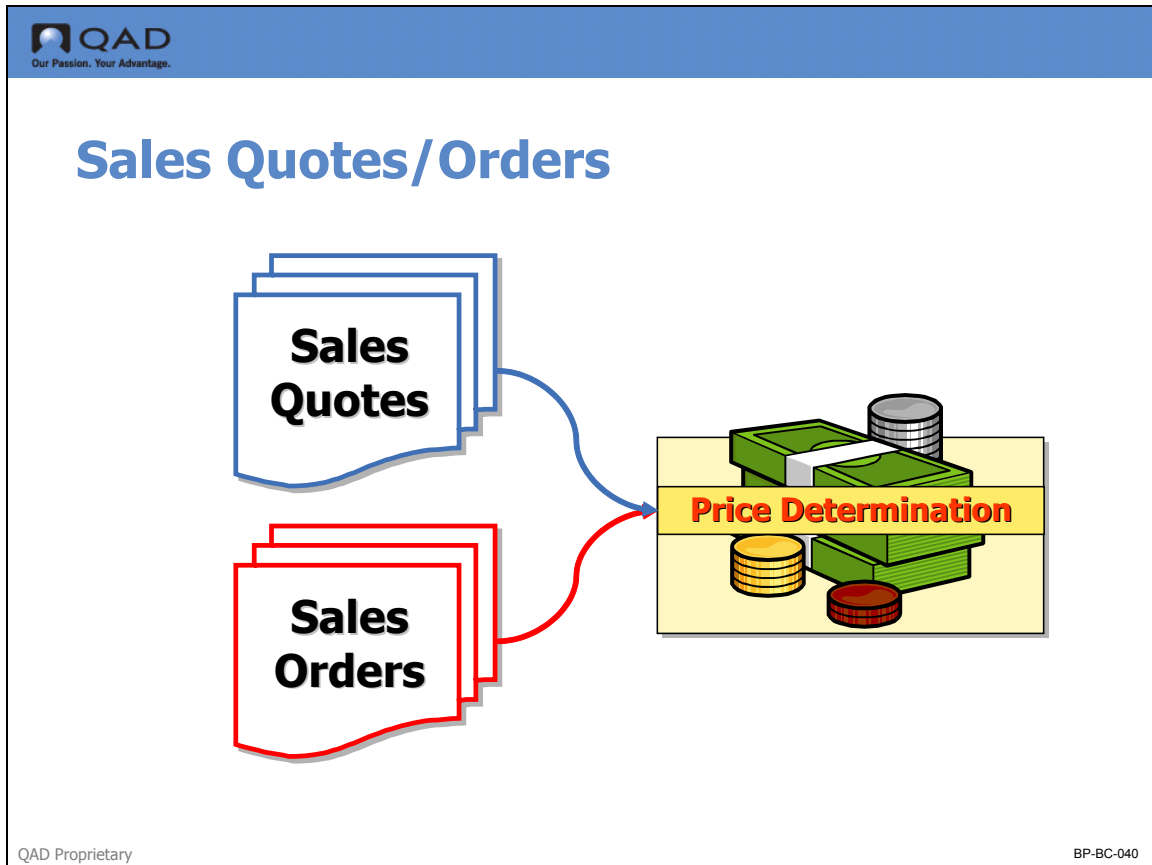 QAD
Our Passion. Your Advantage.
Sales Quotes/Orders
Sales
Quotes
Price Determination
Sales
Orders
QAD Proprietary
BP-BC-040